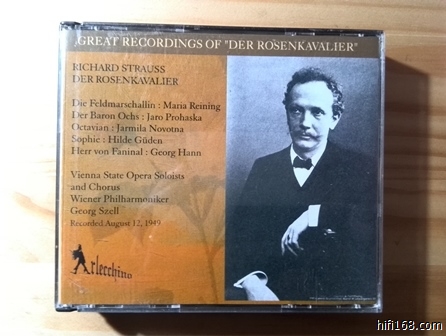 GREAT RECORDINGS OF "DER ROSENKAVALIER"
RICHARD STRAUSS
DER ROSENKAVALIER
Die Feldmarschallin : Maria Reining
Der Baron Ochs : Jaro Prohaska
Octavian : Jarmila Novotna
Sophie : Hilde Güden
Herr von Faninal : Georg Hann
Vienna State Opera Soloists
and Chorus
Wiener Philharmoniker
Georg Szell
Recorded August 12, 1949
Arlecchino
hifi168.com